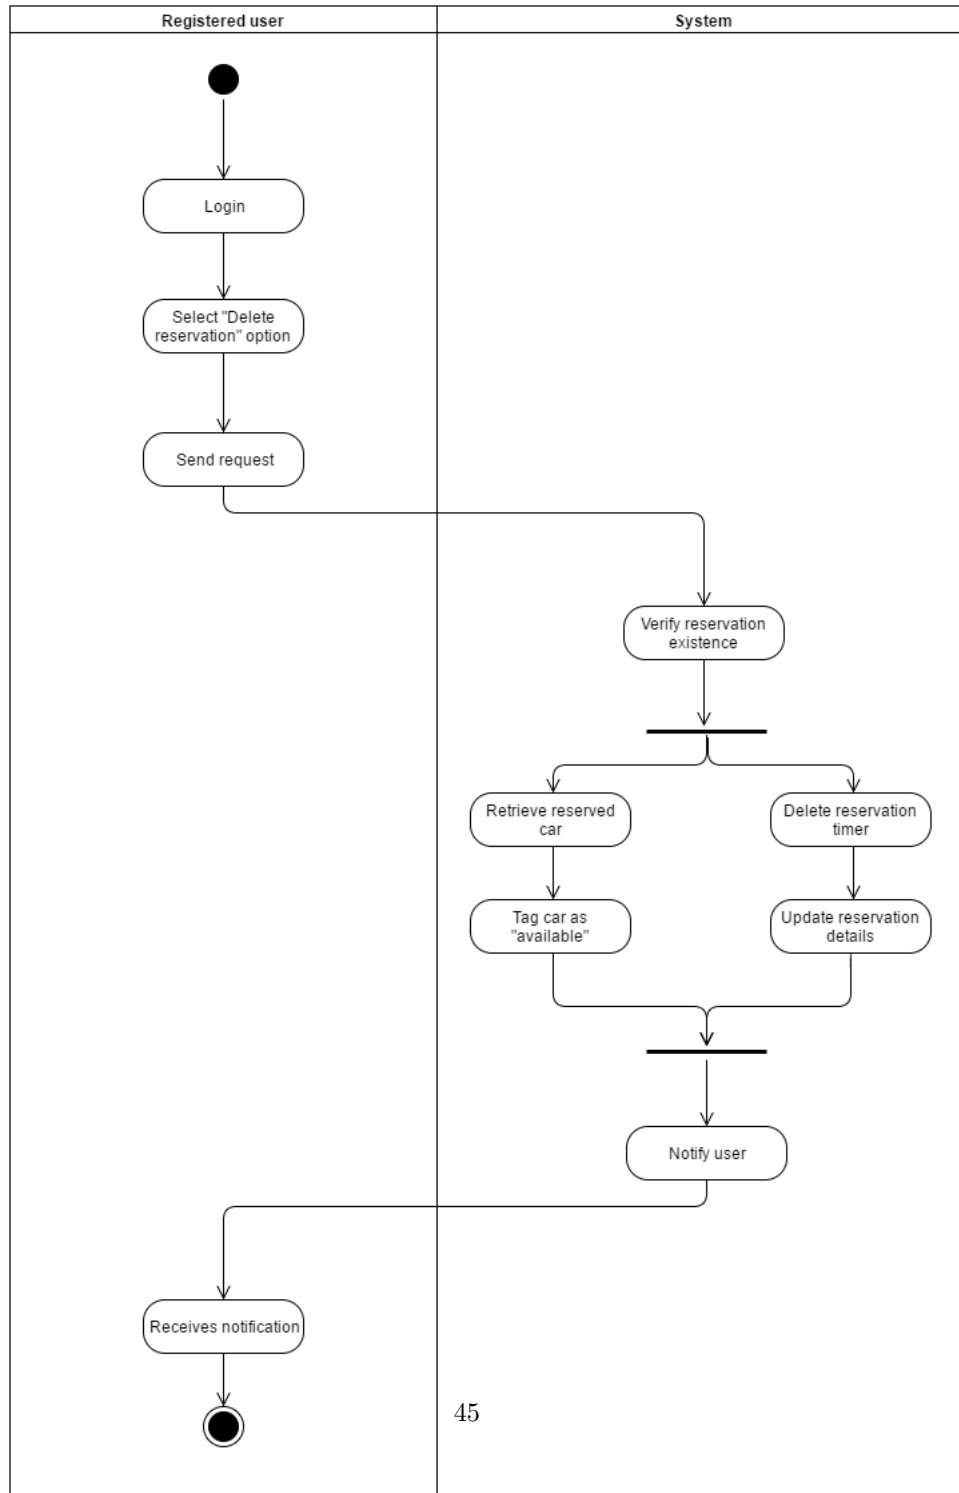 Registered user
System
Login
Select "Delete
reservation" option
Send request
Verify reservation
existence
Retrieve reserved
car
Delete reservation
timer
Tag car as
"available"
Update reservation
details
Notify user
Receives notification
45